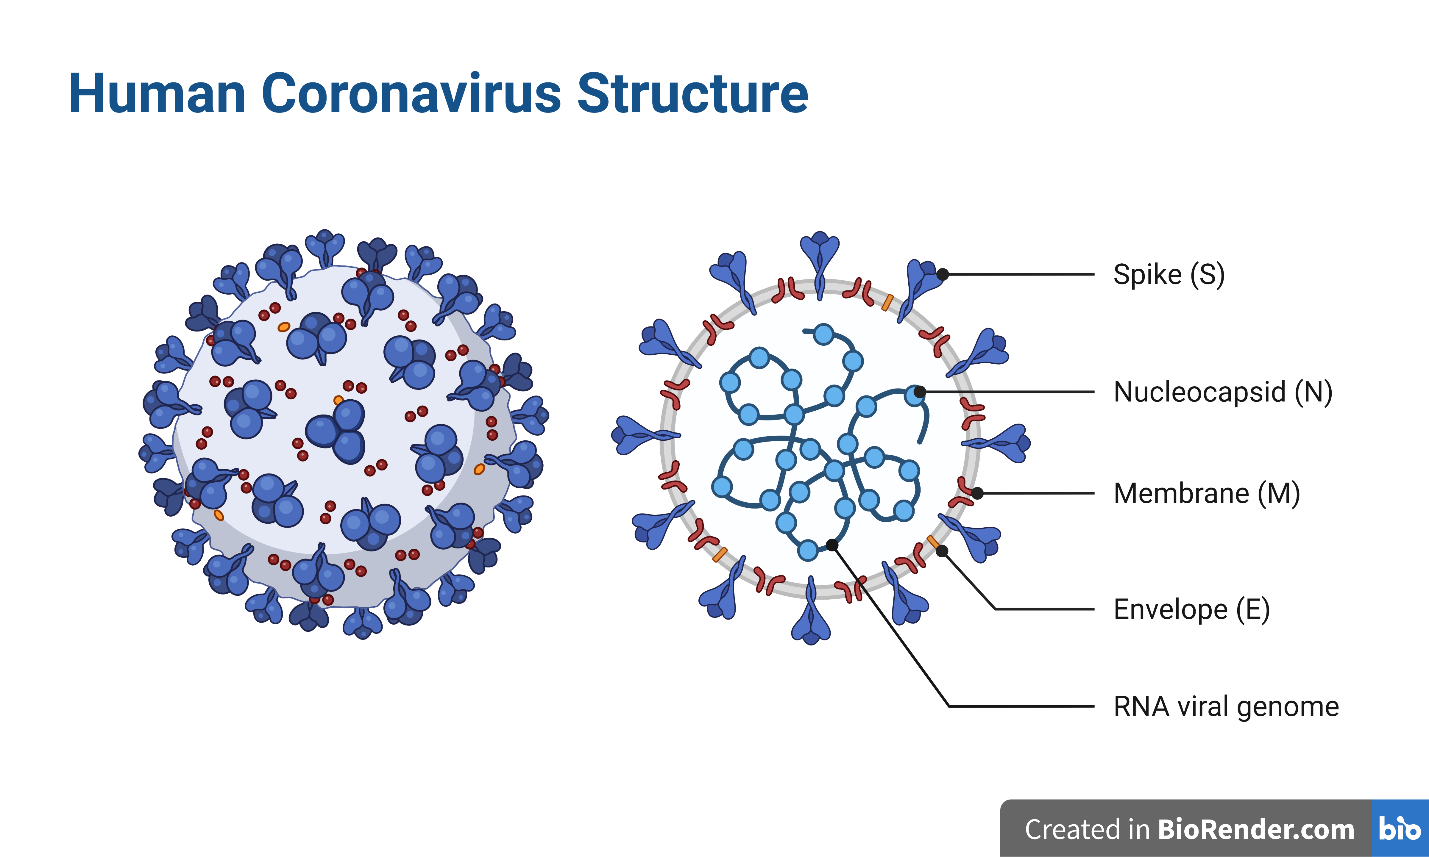 Human Coronavirus Structure
Spike (S)
Nucleocapsid (N)
Membrane (M)
Envelope (E)
RNA viral genome
Created in BioRender.com bio